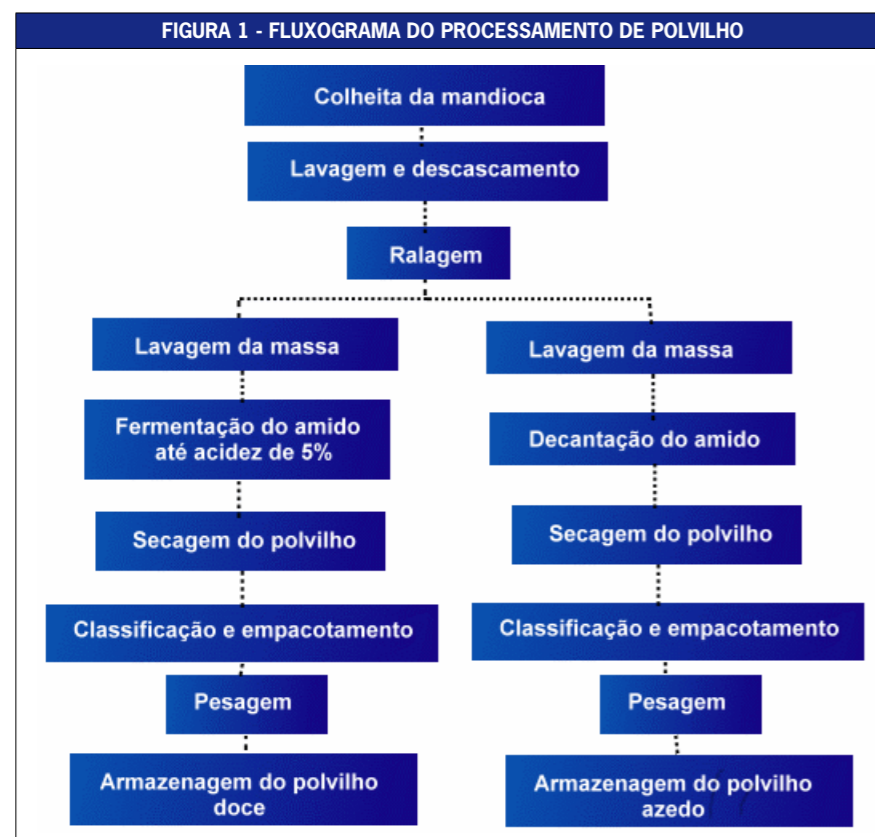 FIGURA 1 - FLUXOGRAMA DO PROCESSAMENTO DE POLVILHO
Colheita da mandioca
Lavagem e descascamento
Ralagem
Lavagem da massa
Fermentação do amido
até acidez de 5%
Secagem do polvilho
Classificação e empacotamento
Pesagem
Armazenagem do polvilho
doce
Lavagem da massa
Decantação do amido
Secagem do polvilho
Classificação e empacotamento
Pesagem
Armazenagem do polvilho
azedo